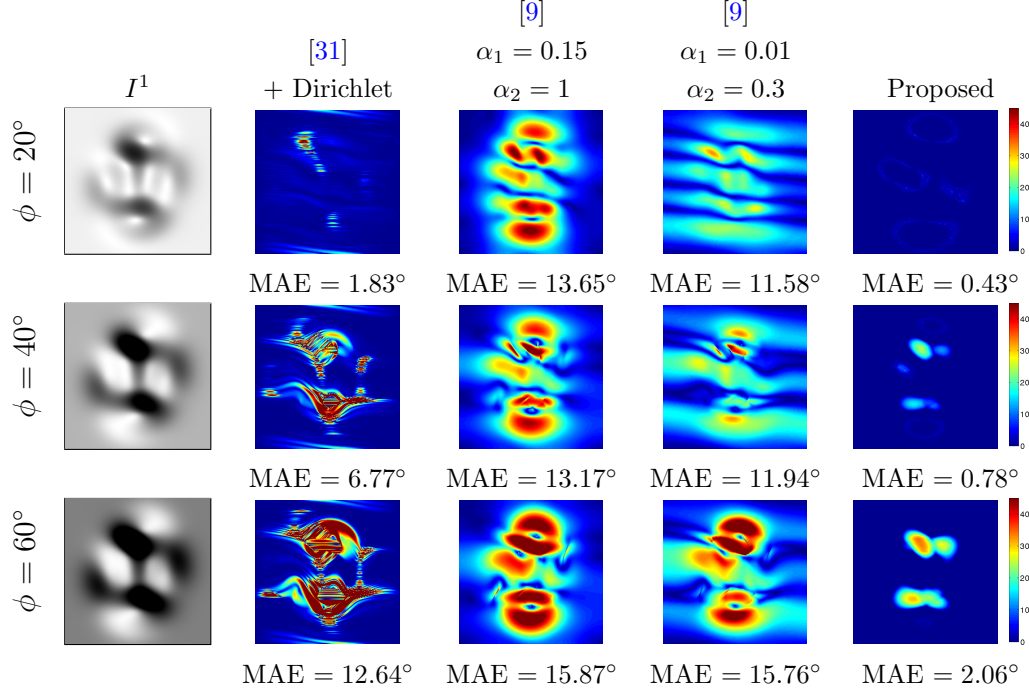 [9] [9]
[31] α₁ = 0.15 α₁ = 0.01
I¹ + Dirichlet α₂ = 1 α₂ = 0.3 Proposed
ϕ = 20°
40
30
20
10
0
MAE = 1.83° MAE = 13.65° MAE = 11.58° MAE = 0.43°
ϕ = 40°
40
30
20
10
0
MAE = 6.77° MAE = 13.17° MAE = 11.94° MAE = 0.78°
ϕ = 60°
40
30
20
10
0
MAE = 12.64° MAE = 15.87° MAE = 15.76° MAE = 2.06°